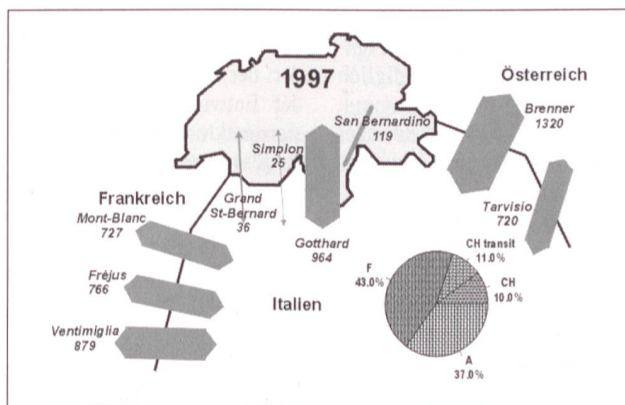 1997
Österreich
Brenner
1320
San Bernardino
119
Simplon
25
Tarvisio
720
Frankreich
Mont-Blanc
727
Grand
St-Bernard
36
Gotthard
964
Fréjus
766
Italien
Ventimiglia
879
CH transit
11.0%
F
43.0%
CH
10.0%
A
37.0%